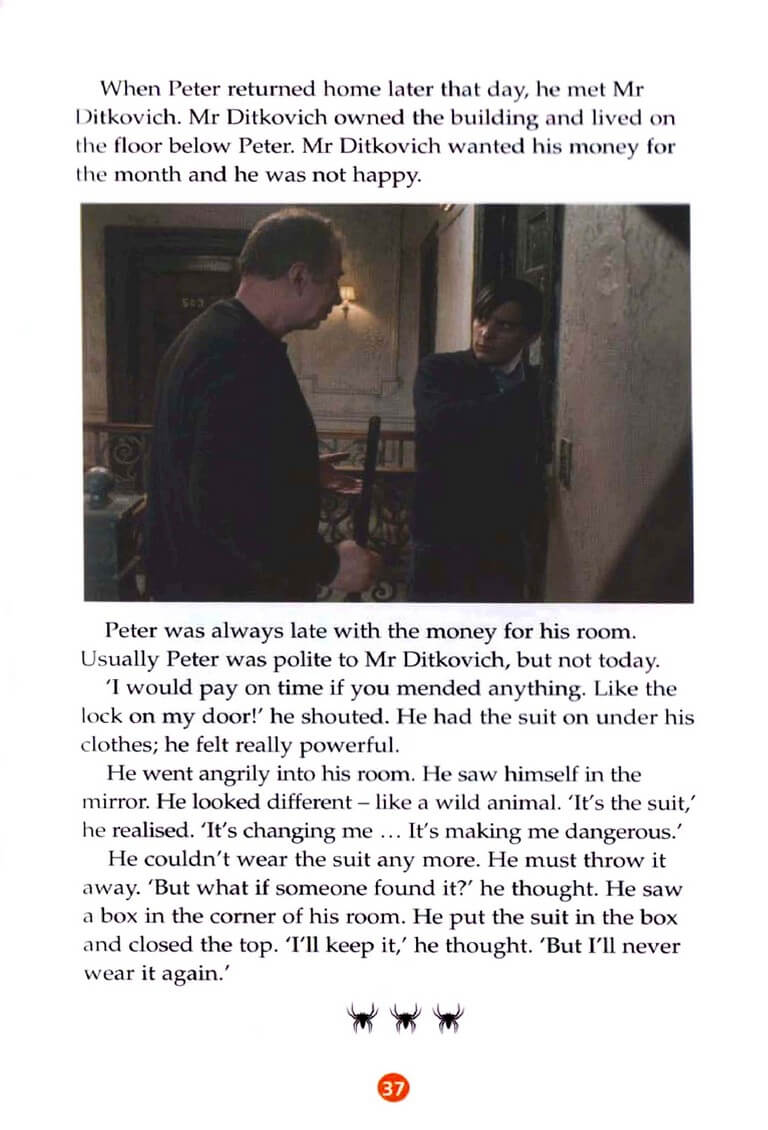 When Peter returned home later that day, he met Mr
Ditkovich. Mr Ditkovich owned the building and lived on
the floor below Peter. Mr Ditkovich wanted his money for
the month and he was not happy.
503
Peter was always late with the money for his room.
Usually Peter was polite to Mr Ditkovich, but not today.
‘I would pay on time if you mended anything. Like the
lock on my door!’ he shouted. He had the suit on under his
clothes; he felt really powerful.
He went angrily into his room. He saw himself in the
mirror. He looked different – like a wild animal. ‘It’s the suit,’
he realised. ‘It’s changing me … It’s making me dangerous.’
He couldn’t wear the suit any more. He must throw it
away. ‘But what if someone found it?’ he thought. He saw
a box in the corner of his room. He put the suit in the box
and closed the top. ‘I’ll keep it,’ he thought. ‘But I’ll never
wear it again.’
37